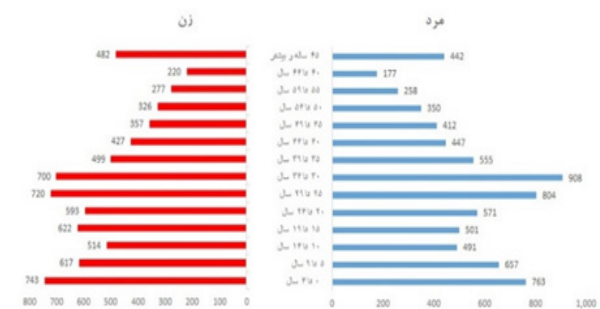 زن مرد
482 ۶۵ ساله و بیشتر 442
220 ۶۰ تا ۶۴ سال 177
277 ۵۵ تا ۵۹ سال 258
326 ۵۰ تا ۵۴ سال 350
357 ۴۵ تا ۴۹ سال 412
427 ۴۰ تا ۴۴ سال 447
499 ۳۵ تا ۳۹ سال 555
700 ۳۰ تا ۳۴ سال 908
720 ۲۵ تا ۲۹ سال 804
593 ۲۰ تا ۲۴ سال 571
622 ۱۵ تا ۱۹ سال 501
514 ۱۰ تا ۱۴ سال 491
617 ۵ تا ۹ سال 657
743 ۰ تا ۴ سال 763
800 700 600 500 400 300 200 100 0 0 200 400 600 800 1,000